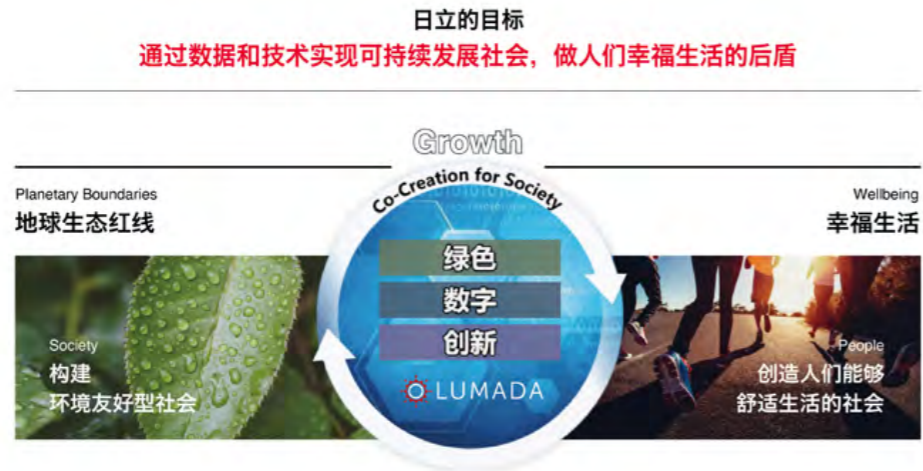 日立的目标
通过数据和技术实现可持续发展社会，做人们幸福生活的后盾
Growth
Co-Creation for Society
Planetary Boundaries
地球生态红线
Wellbeing
幸福生活
绿色
数字
创新
LUMADA
Society
构建
环境友好型社会
People
创造人们能够
舒适生活的社会